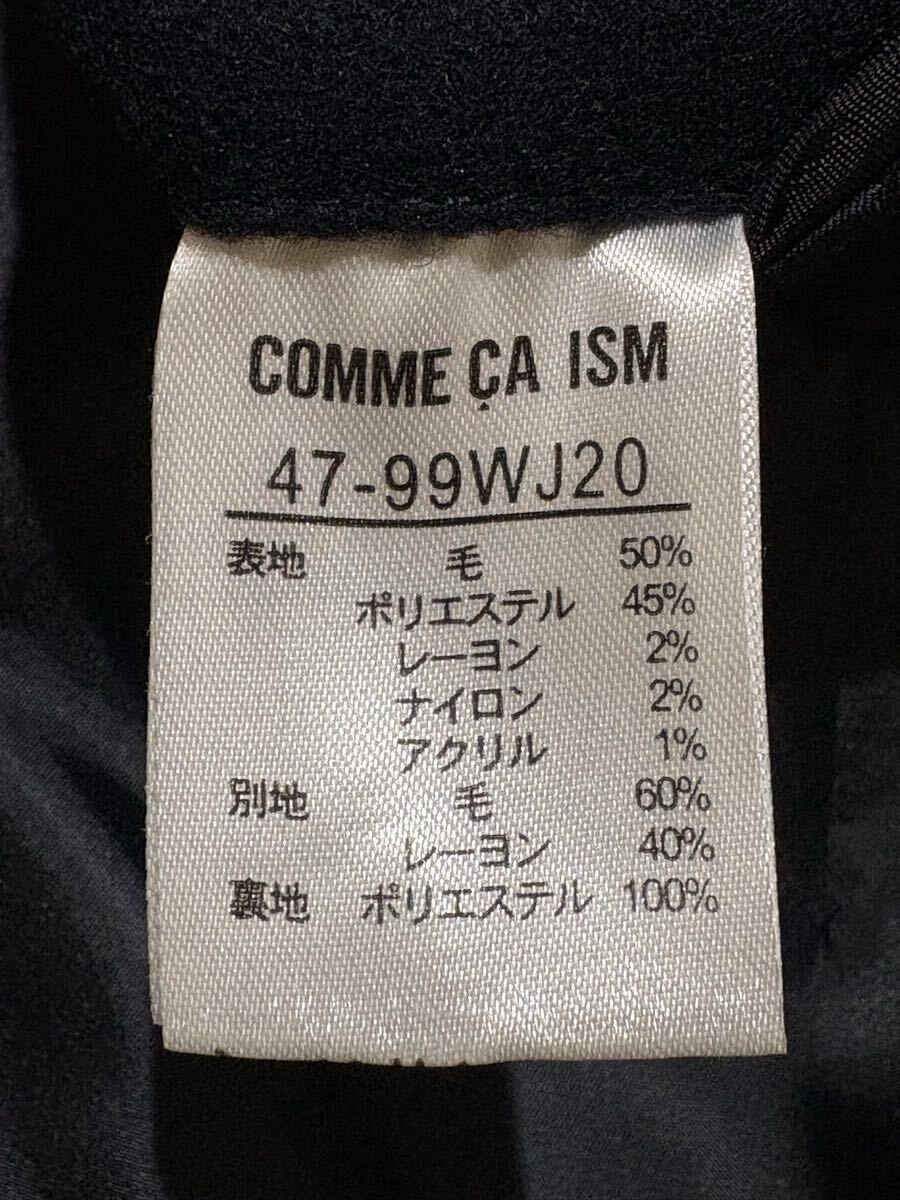 COMME ÇA ISM
47-99WJ20
表地 毛 50%
ポリエステル 45%
レーヨン 2%
ナイロン 2%
アクリル 1%
別地 毛 60%
レーヨン 40%
裏地 ポリエステル 100%